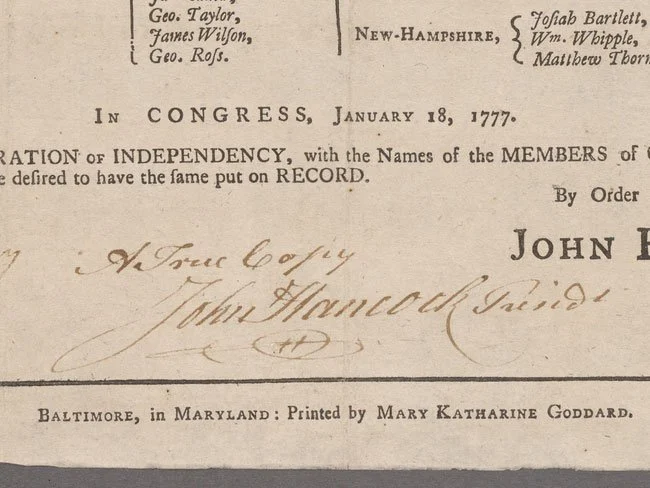 Geo. Taylor,
James Wilſon,
Geo. Roſs.
NEW-HAMPSHIRE,
Joſiah Bartlett,
Wm. Whipple,
Matthew Thorn
IN CONGRESS, JANUARY 18, 1777.
RATION OF INDEPENDENCY, with the Names of the MEMBERS of
e deſired to have the ſame put on RECORD.
By Order
JOHN
A True Copy
John Hancock Presidt
BALTIMORE, in MARYLAND: Printed by MARY KATHARINE GODDARD.